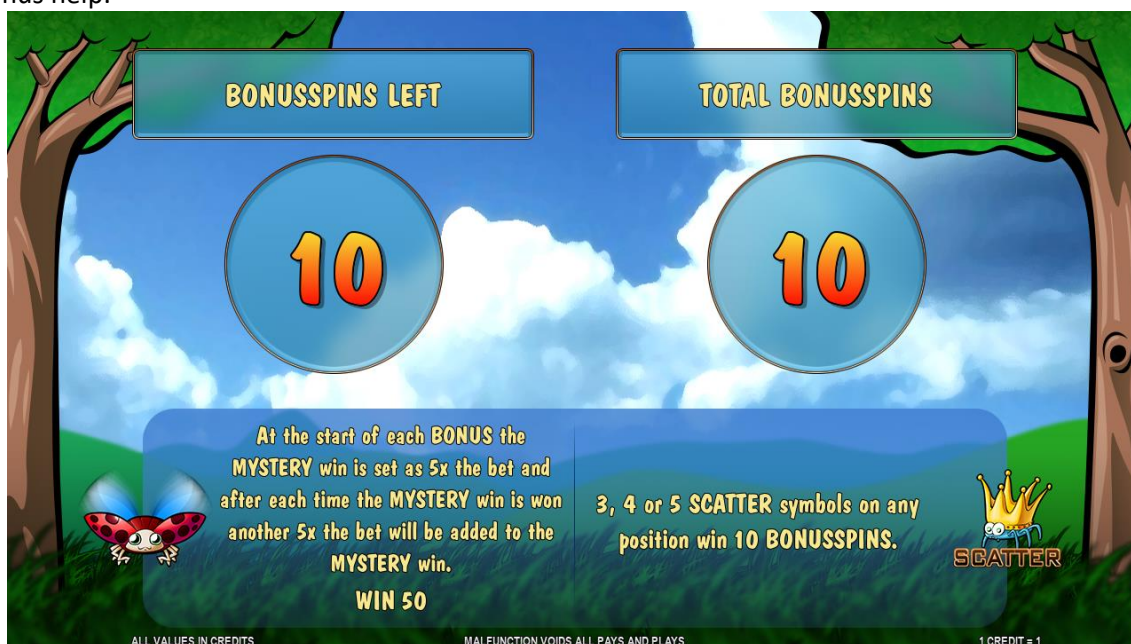 BONUSSPINS LEFT
TOTAL BONUSSPINS
10
10
At the start of each BONUS the
MYSTERY win is set as 5x the bet and
after each time the MYSTERY win is won
another 5x the bet will be added to the
MYSTERY win.
WIN 50
3, 4 or 5 SCATTER symbols on any
position win 10 BONUSSPINS.
SCATTER
ALL VALUES IN CREDITS
MALFUNCTION VOIDS ALL PAYS AND PLAYS
1 CREDIT = 1